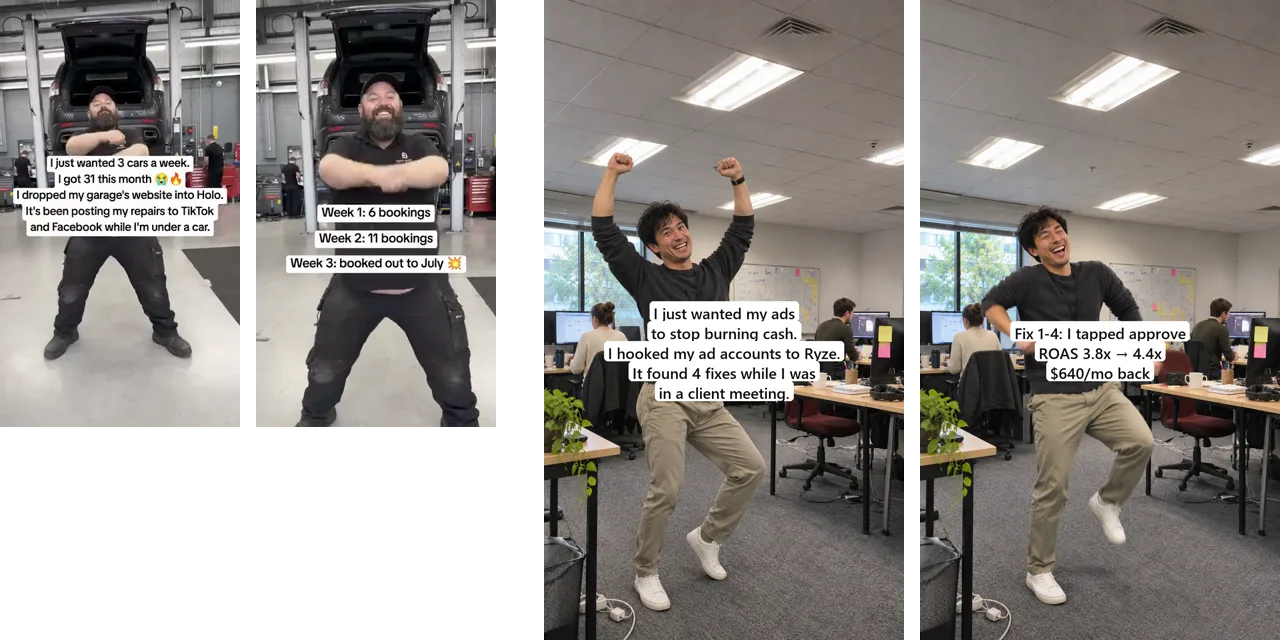 I just wanted 3 cars a week.
I got 31 this month 😭🔥
I dropped my garage's website into Holo.
It's been posting my repairs to TikTok
and Facebook while I'm under a car.
Week 1: 6 bookings
Week 2: 11 bookings
Week 3: booked out to July 💥
I just wanted my ads
to stop burning cash.
I hooked my ad accounts to Ryze.
It found 4 fixes while I was
in a client meeting.
Fix 1-4: I tapped approve
ROAS 3.8x → 4.4x
$640/mo back